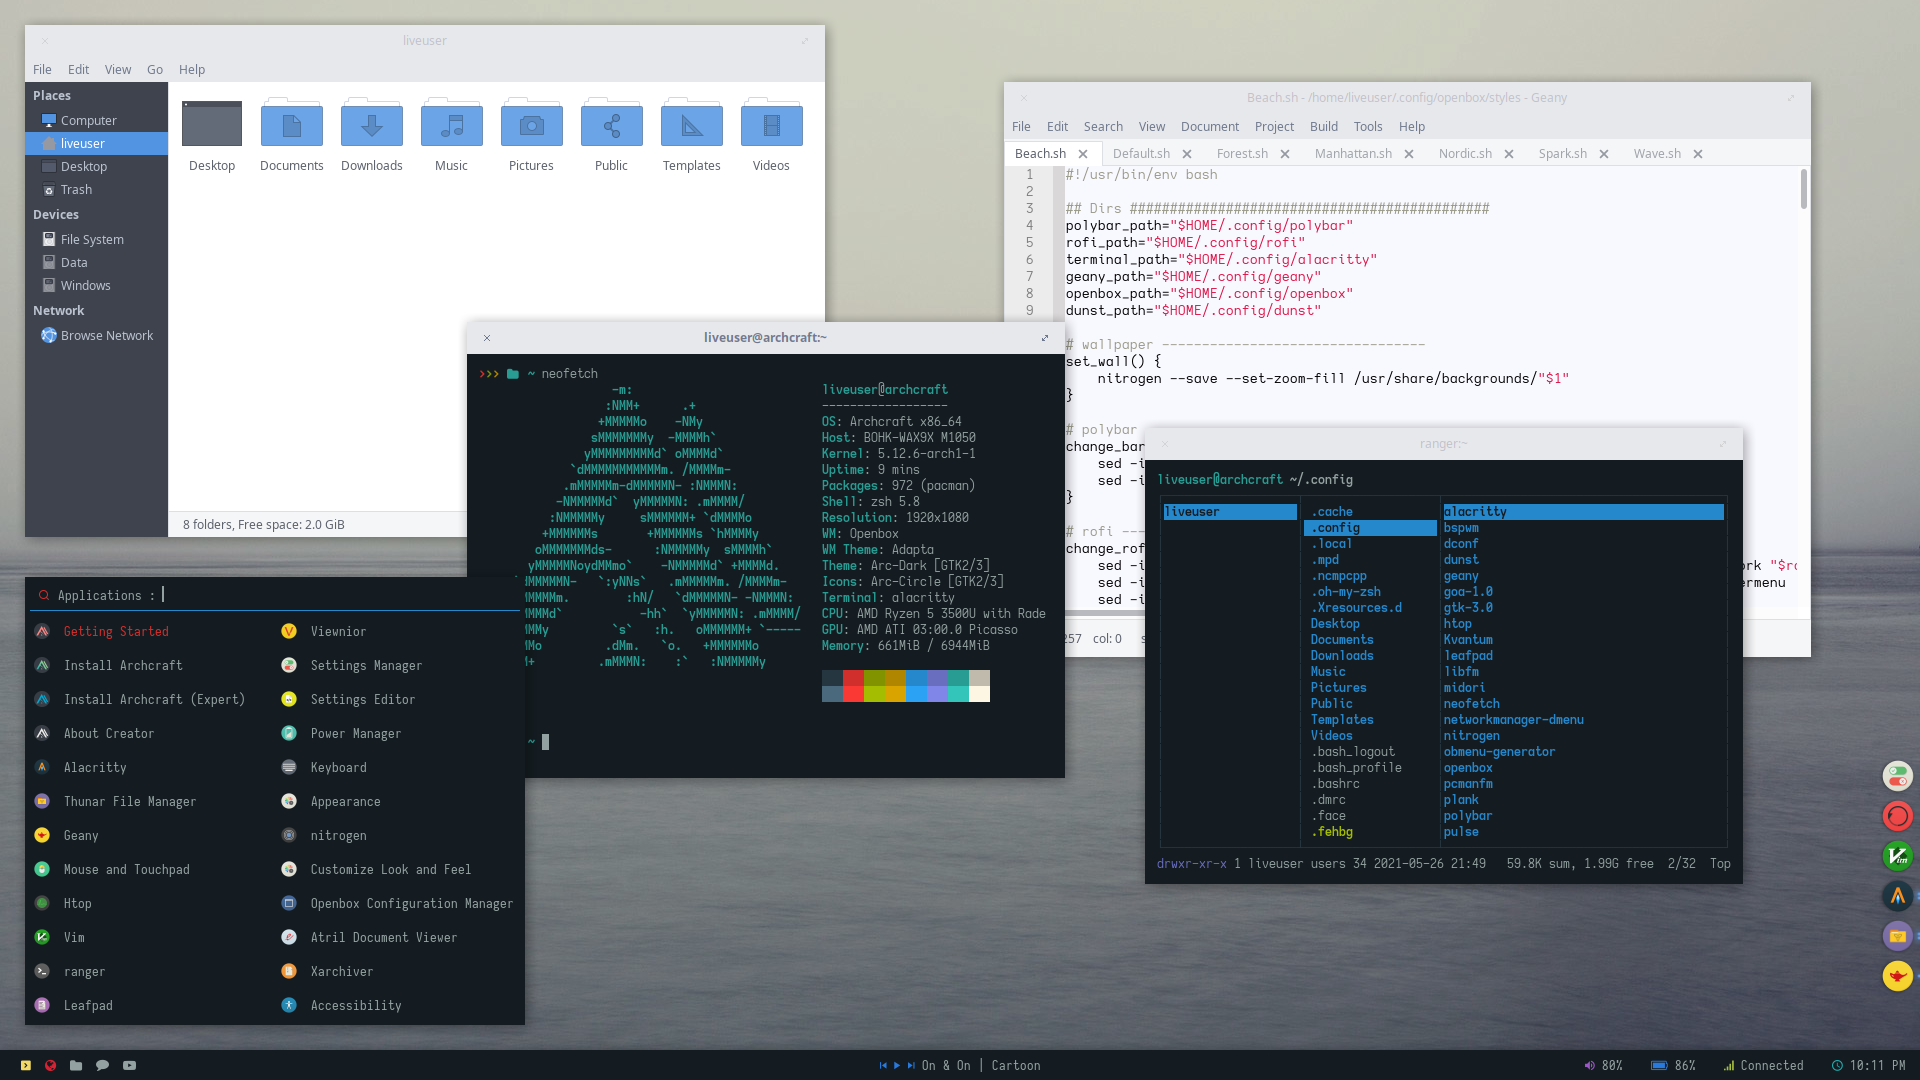 liveuser
File Edit View Go Help
Places
Computer
liveuser
Desktop
Trash
Devices
File System
Data
Windows
Network
Browse Network
Desktop Documents Downloads Music Pictures Public Templates Videos
8 folders, Free space: 2.0 GiB
Beach.sh - /home/liveuser/.config/openbox/styles - Geany
File Edit Search View Document Project Build Tools Help
Beach.sh Default.sh Forest.sh Manhattan.sh Nordic.sh Spark.sh Wave.sh
1 #!/usr/bin/env bash
2
3 ## Dirs #############################################
4 polybar_path="$HOME/.config/polybar"
5 rofi_path="$HOME/.config/rofi"
6 terminal_path="$HOME/.config/alacritty"
7 geany_path="$HOME/.config/geany"
8 openbox_path="$HOME/.config/openbox"
9 dunst_path="$HOME/.config/dunst"
# wallpaper ---------------------------------
set_wall() {
nitrogen --save --set-zoom-fill /usr/share/backgrounds/"$1"
}
# polybar
change_bar
sed -i
sed -i
}
# rofi ---
change_rof
sed -i ork "$ro
sed -i ermenu
sed -i
257 col: 0 s
liveuser@archcraft:~
>>> ~ neofetch
liveuser@archcraft
------------------
OS: Archcraft x86_64
Host: BOHK-WAX9X M1050
Kernel: 5.12.6-arch1-1
Uptime: 9 mins
Packages: 972 (pacman)
Shell: zsh 5.8
Resolution: 1920x1080
WM: Openbox
WM Theme: Adapta
Theme: Arc-Dark [GTK2/3]
Icons: Arc-Circle [GTK2/3]
Terminal: alacritty
CPU: AMD Ryzen 5 3500U with Rade
GPU: AMD ATI 03:00.0 Picasso
Memory: 661MiB / 6944MiB
~
ranger:~
liveuser@archcraft ~/.config
liveuser .cache alacritty
.config bspwm
.local dconf
.mpd dunst
.ncmpcpp geany
.oh-my-zsh goa-1.0
.Xresources.d gtk-3.0
Desktop htop
Documents Kvantum
Downloads leafpad
Music libfm
Pictures midori
Public neofetch
Templates networkmanager-dmenu
Videos nitrogen
.bash_logout obmenu-generator
.bash_profile openbox
.bashrc pcmanfm
.dmrc plank
.face polybar
.fehbg pulse
drwxr-xr-x 1 liveuser users 34 2021-05-26 21:49 59.8K sum, 1.99G free 2/32 Top
Applications :
Getting Started Viewnior
Install Archcraft Settings Manager
Install Archcraft (Expert) Settings Editor
About Creator Power Manager
Alacritty Keyboard
Thunar File Manager Appearance
Geany nitrogen
Mouse and Touchpad Customize Look and Feel
Htop Openbox Configuration Manager
Vim Atril Document Viewer
ranger Xarchiver
Leafpad Accessibility
On & On | Cartoon
80% 86% Connected 10:11 PM